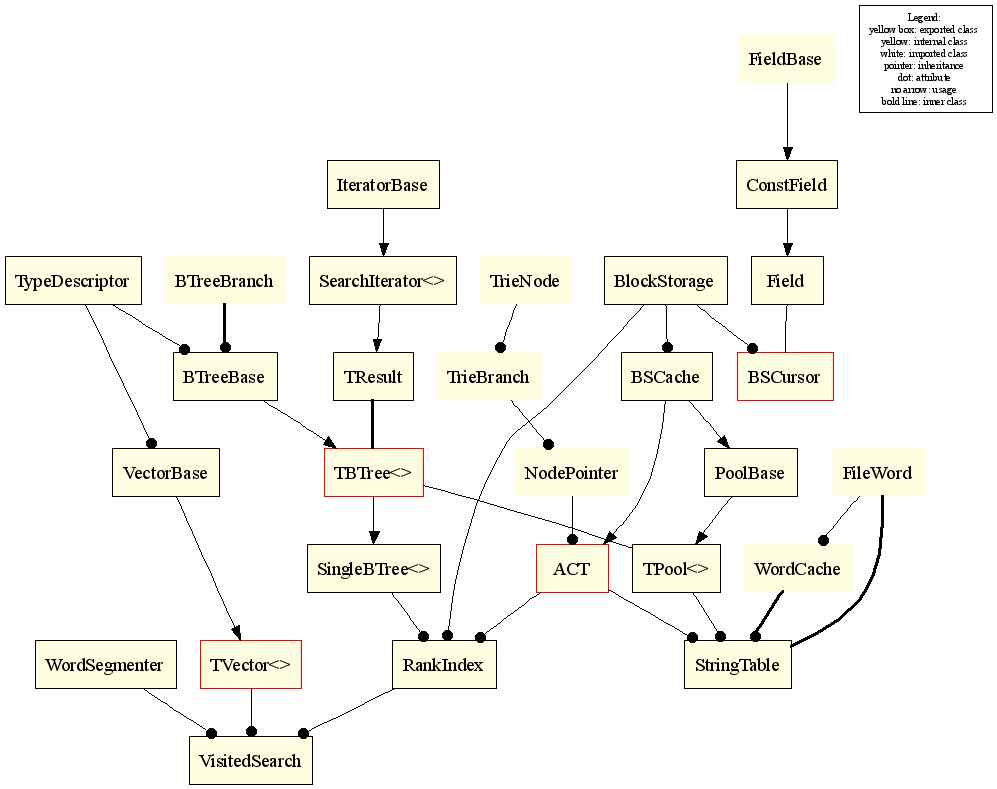 Legend:
yellow box: exported class
yellow: internal class
white: imported class
pointer: inheritance
dot: attribute
no arrow: usage
bold line: inner class
FieldBase
IteratorBase
ConstField
TypeDescriptor
BTreeBranch
SearchIterator<>
TrieNode
BlockStorage
Field
BTreeBase
TResult
TrieBranch
BSCache
BSCursor
VectorBase
TBTree<>
NodePointer
PoolBase
FileWord
SingleBTree<>
ACT
TPool<>
WordCache
WordSegmenter
TVector<>
RankIndex
StringTable
VisitedSearch